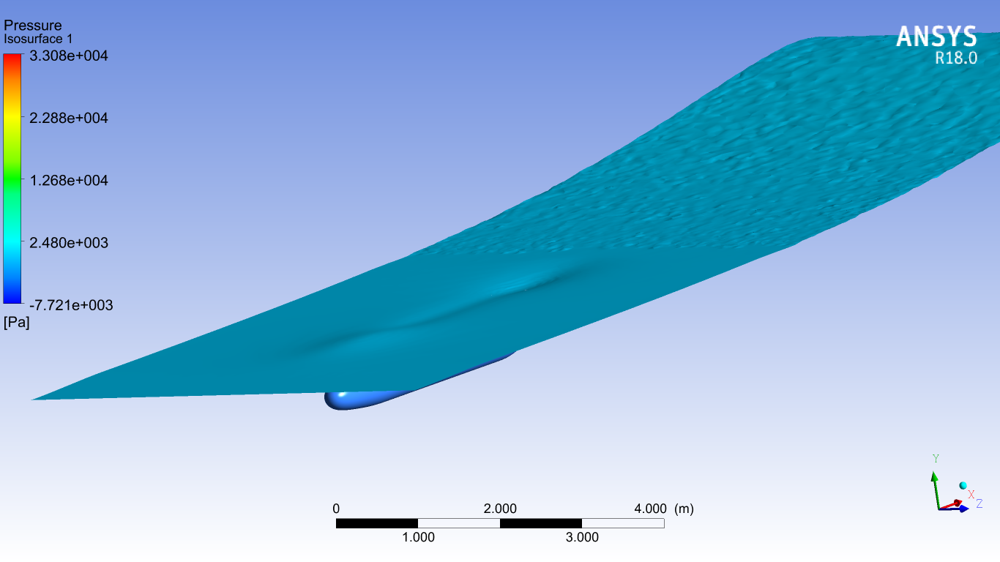 Pressure
Isosurface 1
3.308e+004
2.288e+004
1.268e+004
2.480e+003
-7.721e+003
[Pa]
ANSYS
R18.0
0 2.000 4.000 (m)
1.000 3.000
Y
X
Z